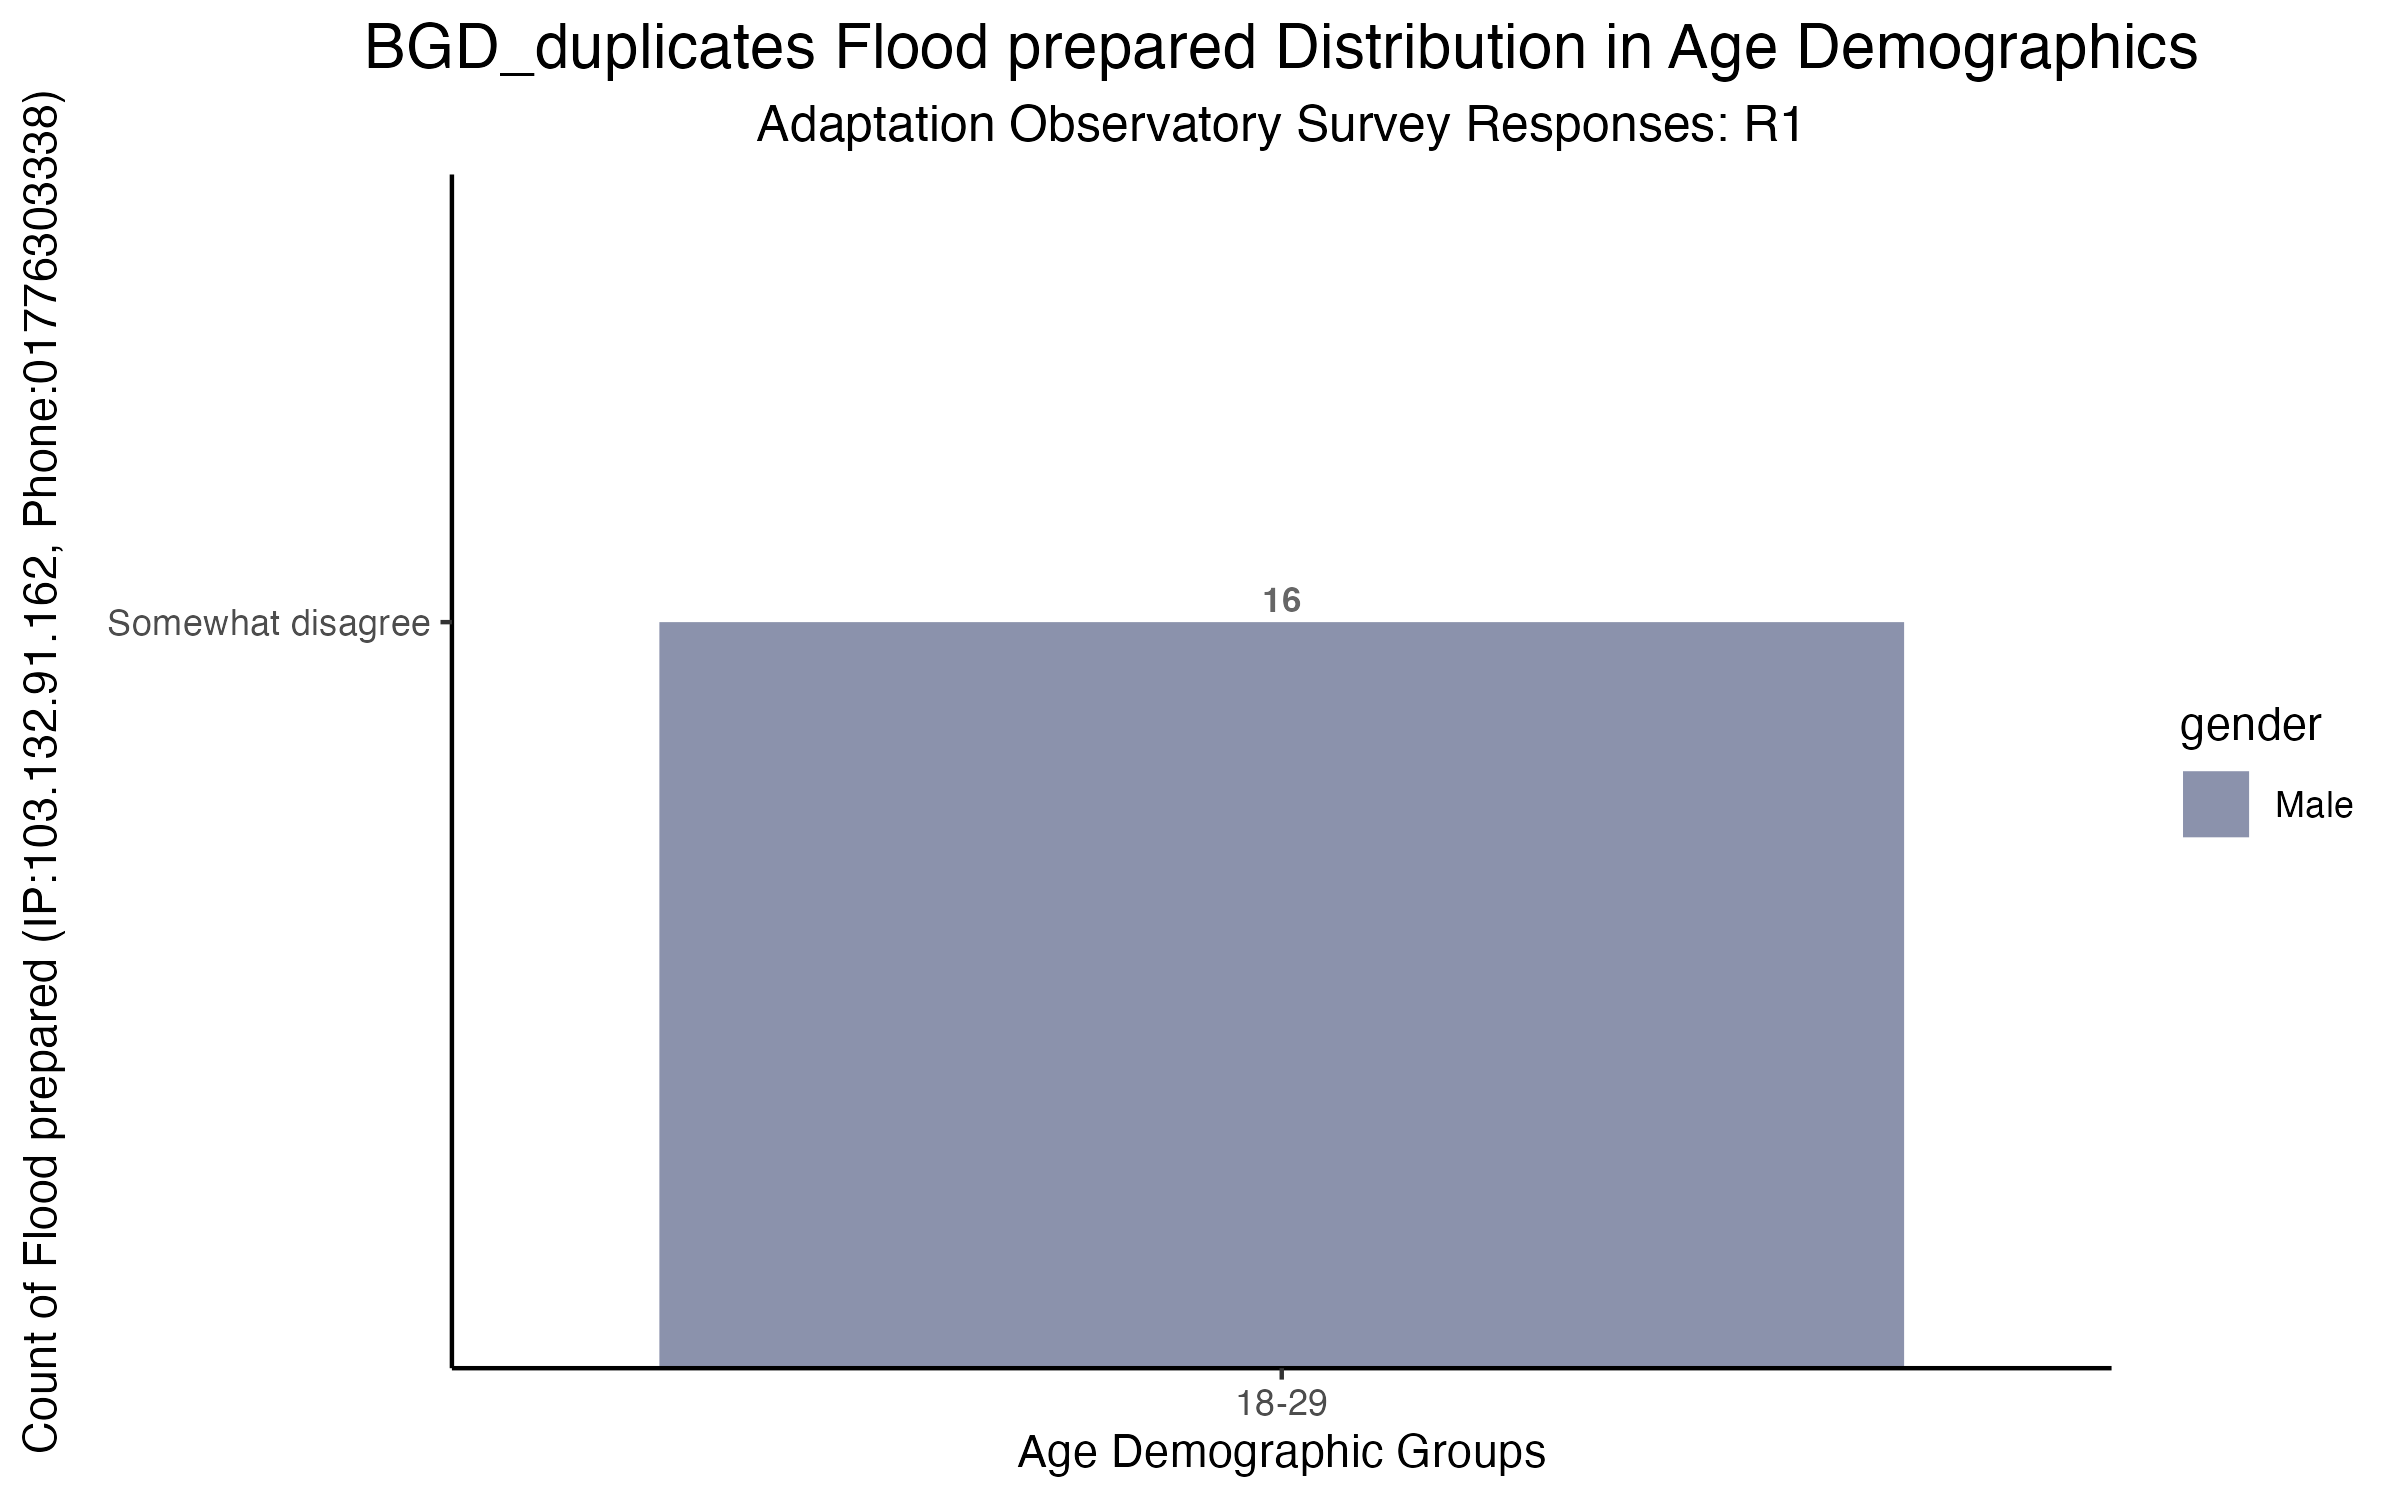 BGD_duplicates Flood prepared Distribution in Age Demographics
Adaptation Observatory Survey Responses: R1
Count of Flood prepared (IP:103.132.91.162, Phone:01776303338)
Somewhat disagree
16
gender
Male
18-29
Age Demographic Groups